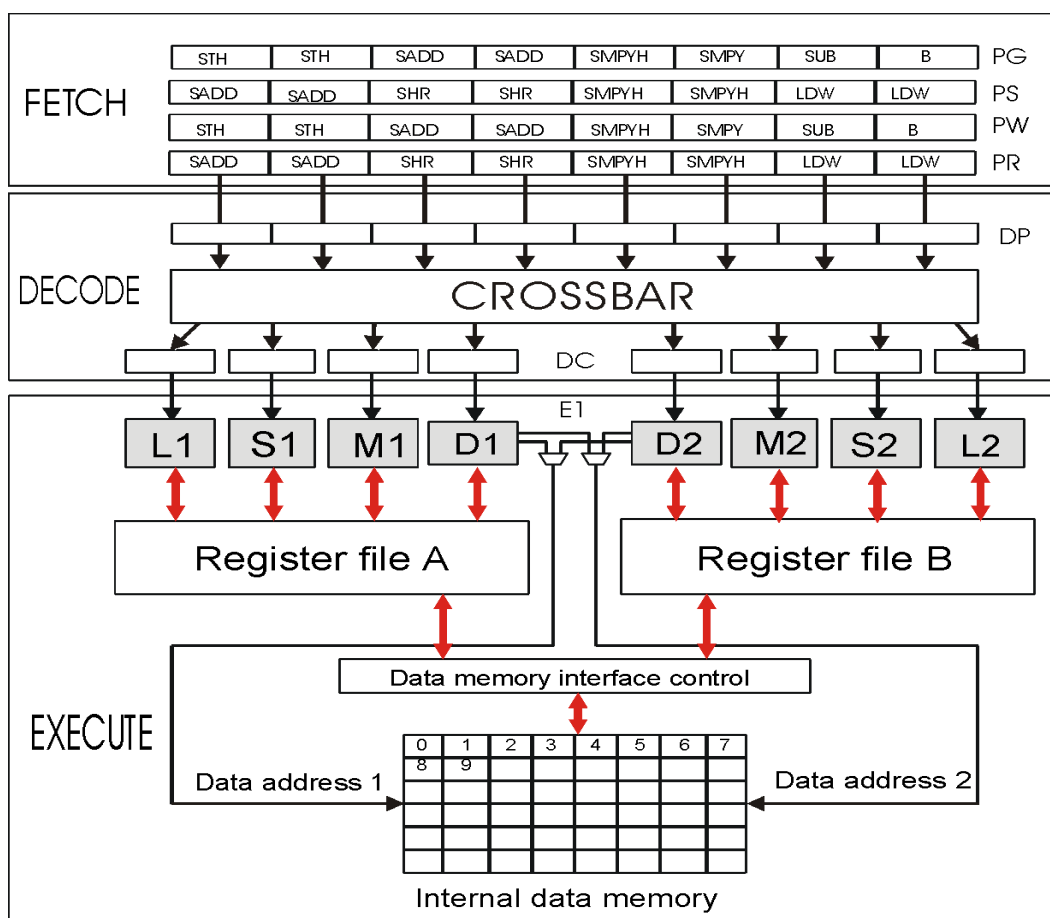 FETCH
STH STH SADD SADD SMPYH SMPY SUB B PG
SADD SADD SHR SHR SMPYH SMPYH LDW LDW PS
STH STH SADD SADD SMPYH SMPY SUB B PW
SADD SADD SHR SHR SMPYH SMPYH LDW LDW PR
DECODE
DP
CROSSBAR
DC
EXECUTE
E1
L1 S1 M1 D1 D2 M2 S2 L2
Register file A Register file B
Data memory interface control
0 1 2 3 4 5 6 7
8 9
Data address 1 Data address 2
Internal data memory